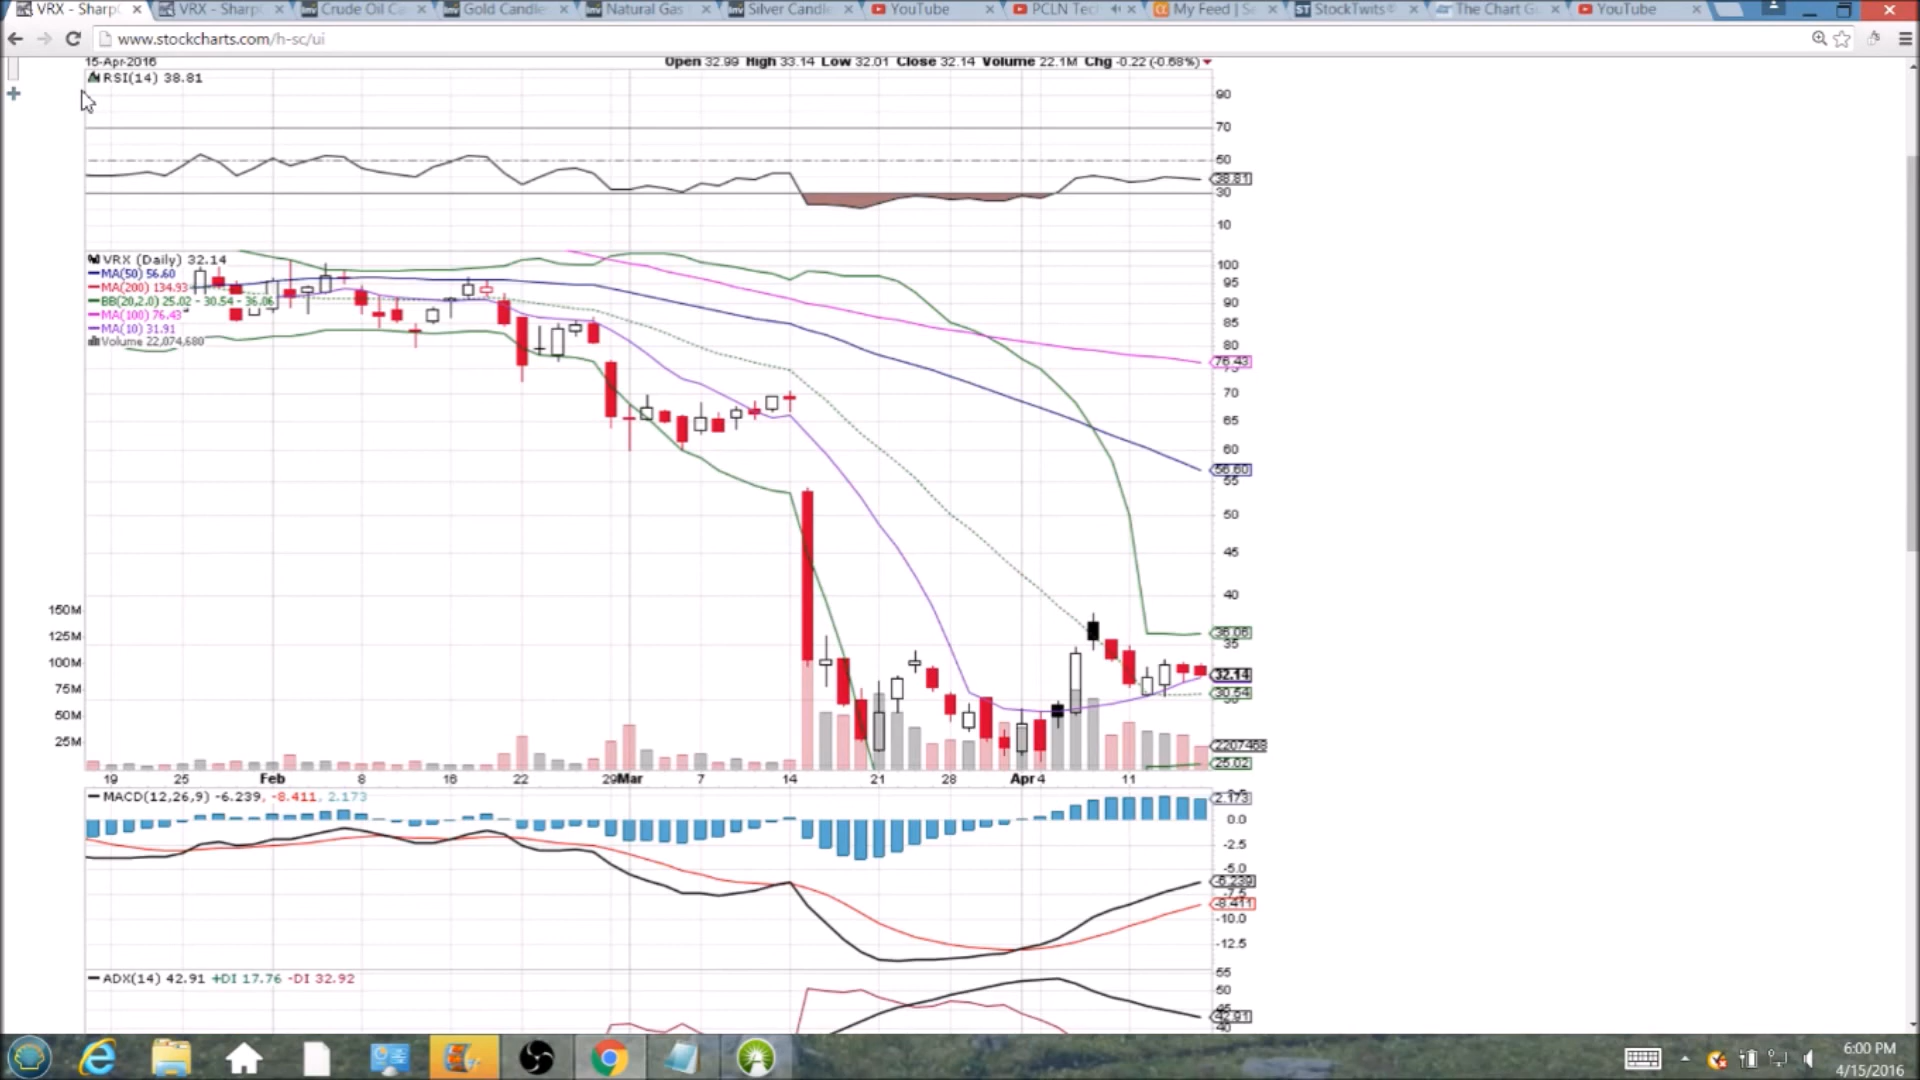 VRX - Sharp
VRX - Sharp
Crude Oil Ca
Gold Candle
Natural Gas
Silver Candle
YouTube
PCLN Tec
My Feed | Se
StockTwits
The Chart G
YouTube
www.stockcharts.com/h-sc/ui
15-Apr-2016
Open 32.99 High 33.14 Low 32.01 Close 32.14 Volume 22.1M Chg -0.22 (-0.68%)
RSI(14) 38.81
90
70
50
38.81
30
10
VRX (Daily) 32.14
MA(50) 56.60
MA(200) 134.93
BB(20,2.0) 25.02 - 30.54 - 36.06
MA(100) 76.43
MA(10) 31.91
Volume 22,074,680
100
95
90
85
80
76.43
75
70
65
60
56.60
55
50
45
40
36.06
35
32.14
30.54
30
2207468
25.02
150M
125M
100M
75M
50M
25M
19 25 Feb 8 16 22 29 Mar 7 14 21 28 Apr 4 11
MACD(12,26,9) -6.239, -8.411, 2.173
2.173
0.0
-2.5
-5.0
-6.239
-7.5
-8.411
-10.0
-12.5
ADX(14) 42.91 +DI 17.76 -DI 32.92
55
50
45
42.91
40
6:00 PM
4/15/2016